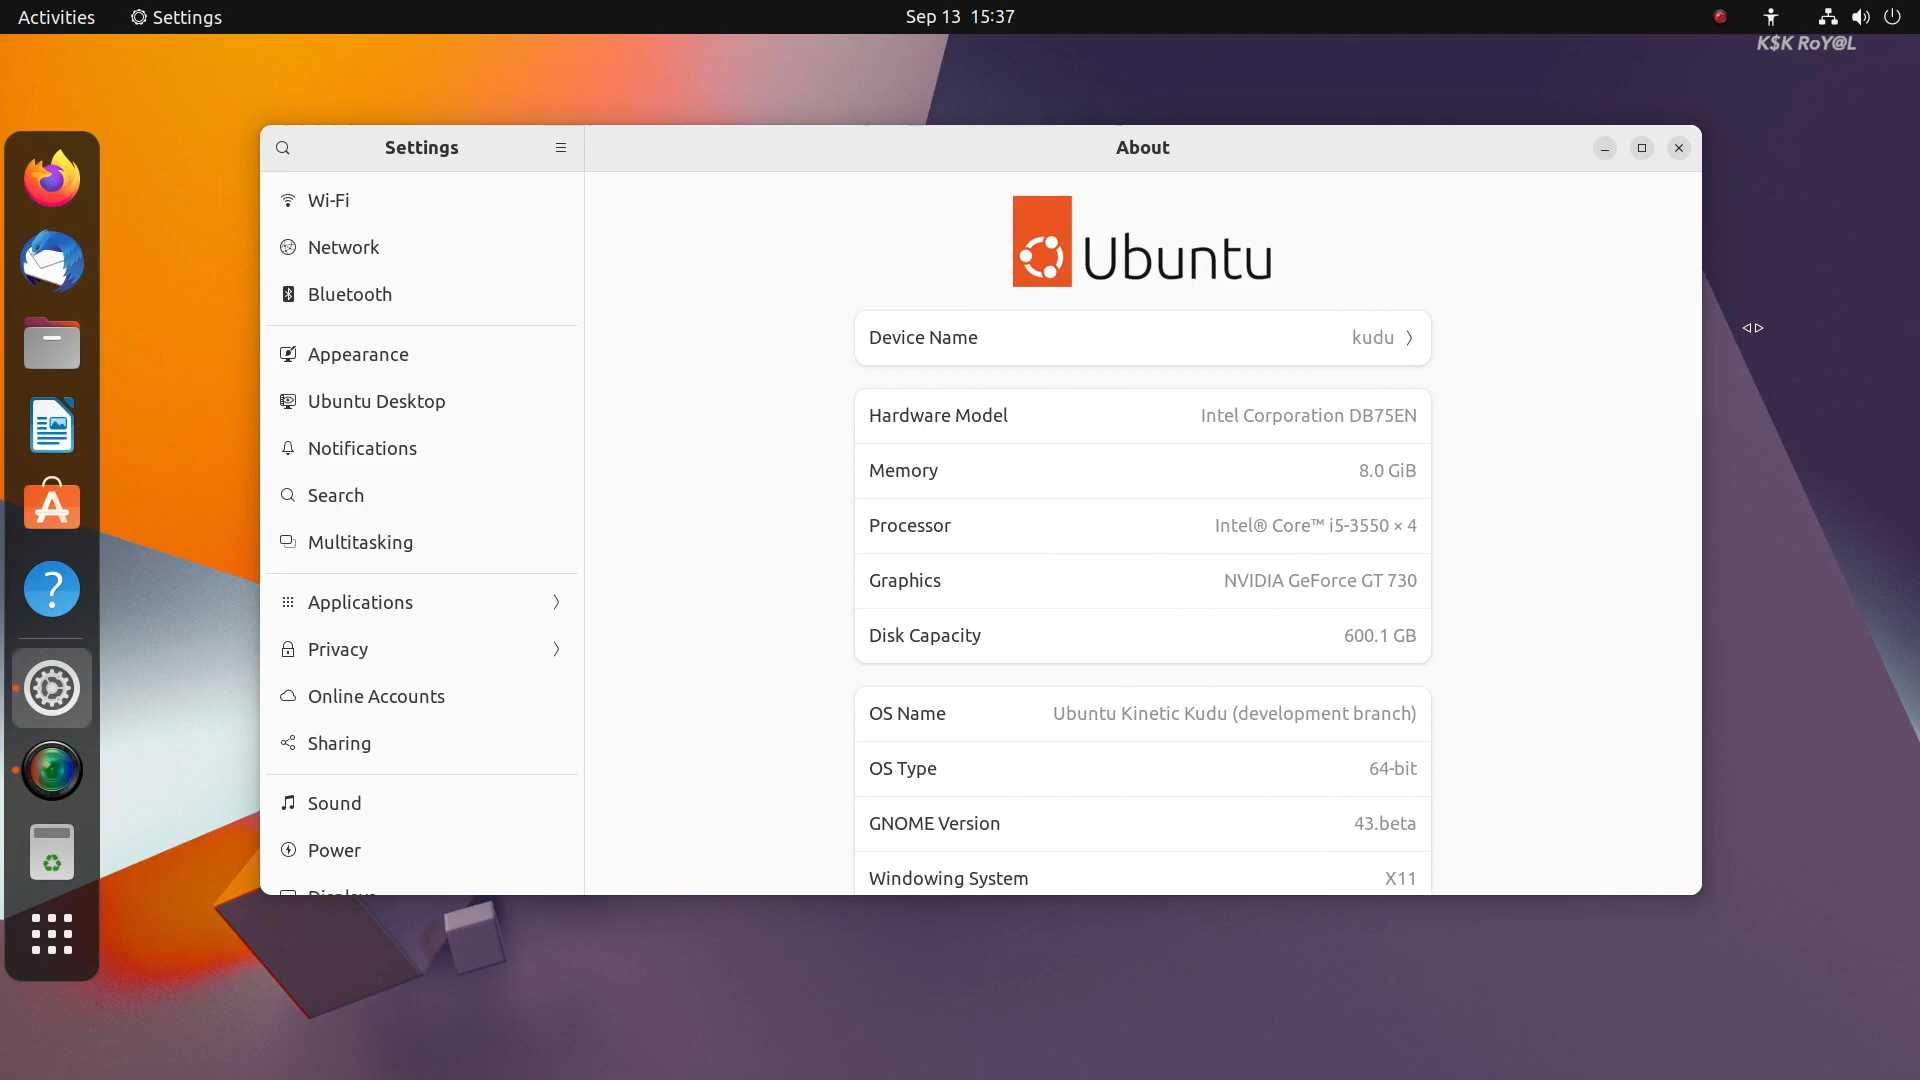 Activities
Settings
Sep 13 15:37
K$K RoY@L
Settings
About
Wi-Fi
Network
Bluetooth
Appearance
Ubuntu Desktop
Notifications
Search
Multitasking
Applications
Privacy
Online Accounts
Sharing
Sound
Power
Displays
Ubuntu
Device Name kudu
Hardware Model Intel Corporation DB75EN
Memory 8.0 GiB
Processor Intel® Core™ i5-3550 × 4
Graphics NVIDIA GeForce GT 730
Disk Capacity 600.1 GB
OS Name Ubuntu Kinetic Kudu (development branch)
OS Type 64-bit
GNOME Version 43.beta
Windowing System X11